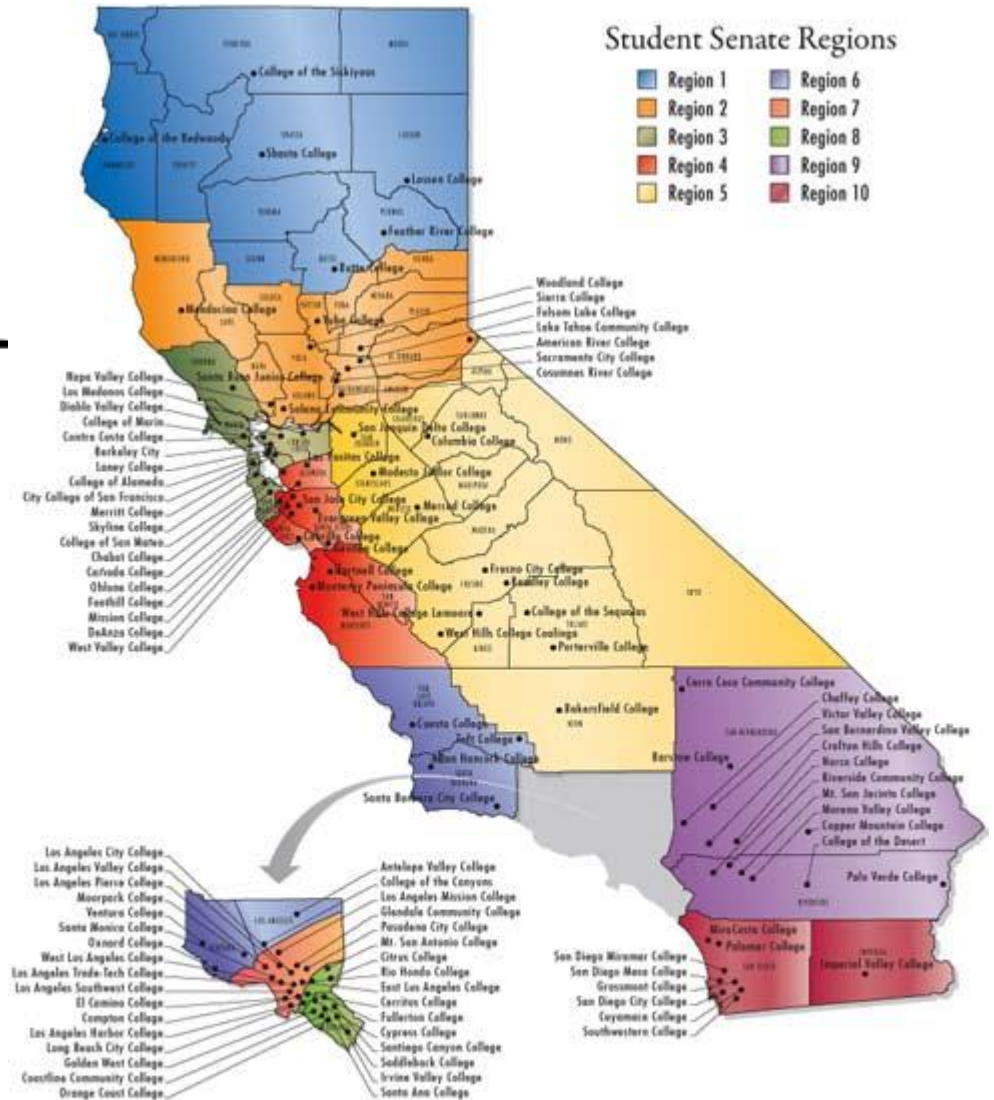 Student Senate Regions
Region 1
Region 2
Region 3
Region 4
Region 5
Region 6
Region 7
Region 8
Region 9
Region 10
College of the Siskiyous
College of the Redwoods
Shasta College
Lassen College
Feather River College
Butte College
Mendocino College
Yuba College
Woodland College
Sierra College
Folsom Lake College
Lake Tahoe Community College
American River College
Sacramento City College
Cosumnes River College
Santa Rosa Junior College
Solano Community College
Napa Valley College
Los Medanos College
Diablo Valley College
College of Marin
Contra Costa College
Berkeley City
Laney College
College of Alameda
City College of San Francisco
Merritt College
Skyline College
College of San Mateo
Chabot College
Cañada College
Ohlone College
Foothill College
Mission College
DeAnza College
West Valley College
San Joaquin Delta College
Columbia College
Las Positas College
Modesto Junior College
San Jose City College
Merced College
Evergreen Valley College
Cabrillo College
College
Hartnell College
Monterey Peninsula College
Fresno City College
Reedley College
West Hills College Lemoore
College of the Sequoias
West Hills College Coalinga
Porterville College
Bakersfield College
Cuesta College
Taft College
Allan Hancock College
Santa Barbara City College
Cerro Coso Community College
Chaffey College
Victor Valley College
San Bernardino Valley College
Crafton Hills College
Barstow College
Norco College
Riverside Community College
Mt. San Jacinto College
Moreno Valley College
Copper Mountain College
College of the Desert
Palo Verde College
MiraCosta College
Palomar College
San Diego Miramar College
San Diego Mesa College
Grossmont College
San Diego City College
Cuyamaca College
Southwestern College
Imperial Valley College
Los Angeles City College
Los Angeles Valley College
Los Angeles Pierce College
Moorpark College
Ventura College
Santa Monica College
Oxnard College
West Los Angeles College
Los Angeles Trade-Tech College
Los Angeles Southwest College
El Camino College
Compton College
Los Angeles Harbor College
Long Beach City College
Golden West College
Coastline Community College
Orange Coast College
LOS ANGELES
Antelope Valley College
College of the Canyons
Los Angeles Mission College
Glendale Community College
Pasadena City College
Mt. San Antonio College
Citrus College
Rio Hondo College
East Los Angeles College
Cerritos College
Fullerton College
Cypress College
Santiago Canyon College
Saddleback College
Irvine Valley College
Santa Ana College